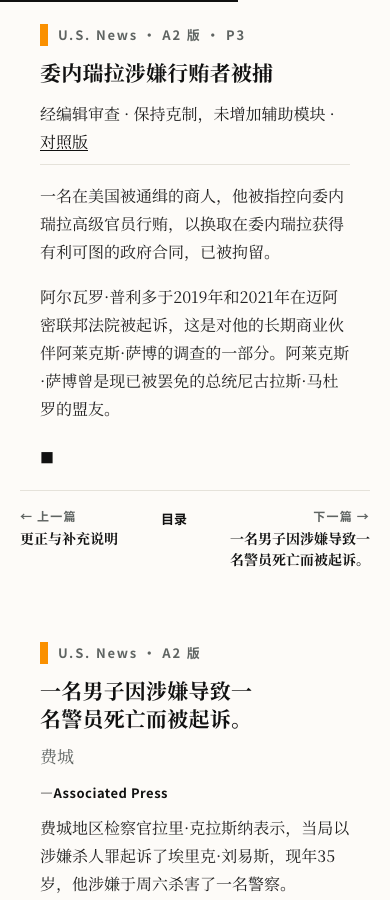 U.S. News · A2 版 · P3
委内瑞拉涉嫌行贿者被捕
经编辑审查 · 保持克制，未增加辅助模块 ·
对照版
一名在美国被通缉的商人，他被指控向委内
瑞拉高级官员行贿，以换取在委内瑞拉获得
有利可图的政府合同，已被拘留。
阿尔瓦罗·普利多于2019年和2021年在迈阿
密联邦法院被起诉，这是对他的长期商业伙
伴阿莱克斯·萨博的调查的一部分。阿莱克斯
·萨博曾是现已被罢免的总统尼古拉斯·马杜
罗的盟友。
■
← 上一篇
更正与补充说明
目录
下一篇 →
一名男子因涉嫌导致一
名警员死亡而被起诉。
U.S. News · A2 版
一名男子因涉嫌导致一
名警员死亡而被起诉。
费城
—Associated Press
费城地区检察官拉里·克拉斯纳表示，当局以
涉嫌杀人罪起诉了埃里克·刘易斯，现年35
岁，他涉嫌于周六杀害了一名警察。